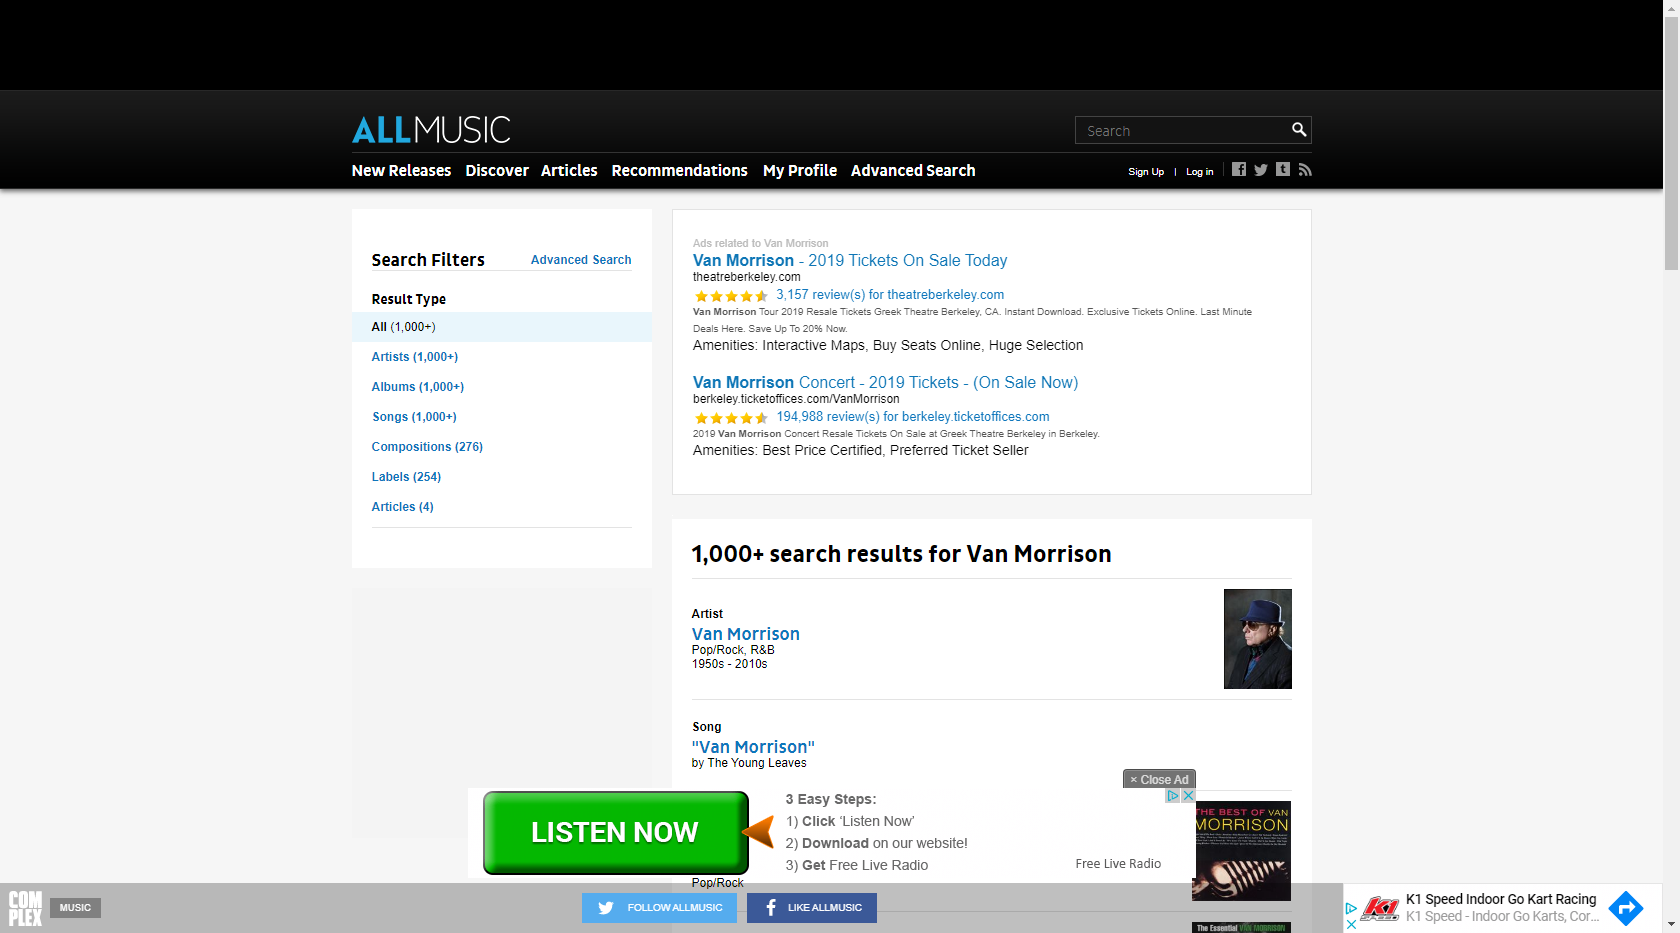 ALLMUSIC
Search
New Releases Discover Articles Recommendations My Profile Advanced Search
Sign Up | Log in
Search Filters
Advanced Search
Result Type
All (1,000+)
Artists (1,000+)
Albums (1,000+)
Songs (1,000+)
Compositions (276)
Labels (254)
Articles (4)
Ads related to Van Morrison
Van Morrison - 2019 Tickets On Sale Today
theatreberkeley.com
3,157 review(s) for theatreberkeley.com
Van Morrison Tour 2019 Resale Tickets Greek Theatre Berkeley, CA. Instant Download. Exclusive Tickets Online. Last Minute
Deals Here. Save Up To 20% Now.
Amenities: Interactive Maps, Buy Seats Online, Huge Selection
Van Morrison Concert - 2019 Tickets - (On Sale Now)
berkeley.ticketoffices.com/VanMorrison
194,988 review(s) for berkeley.ticketoffices.com
2019 Van Morrison Concert Resale Tickets On Sale at Greek Theatre Berkeley in Berkeley.
Amenities: Best Price Certified, Preferred Ticket Seller
1,000+ search results for Van Morrison
Artist
Van Morrison
Pop/Rock, R&B
1950s - 2010s
Song
"Van Morrison"
by The Young Leaves
× Close Ad
LISTEN NOW
3 Easy Steps:
1) Click 'Listen Now'
2) Download on our website!
3) Get Free Live Radio
Free Live Radio
THE BEST OF VAN
MORRISON
Pop/Rock
COM
PLEX
MUSIC
FOLLOW ALLMUSIC
LIKE ALLMUSIC
The Essential VAN MORRISON
K1 SPEED
K1 Speed Indoor Go Kart Racing
K1 Speed - Indoor Go Karts, Cor...